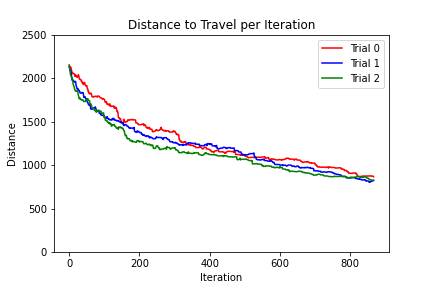 Distance to Travel per Iteration
Distance
2500
2000
1500
1000
500
0
Trial 0
Trial 1
Trial 2
0 200 400 600 800
Iteration